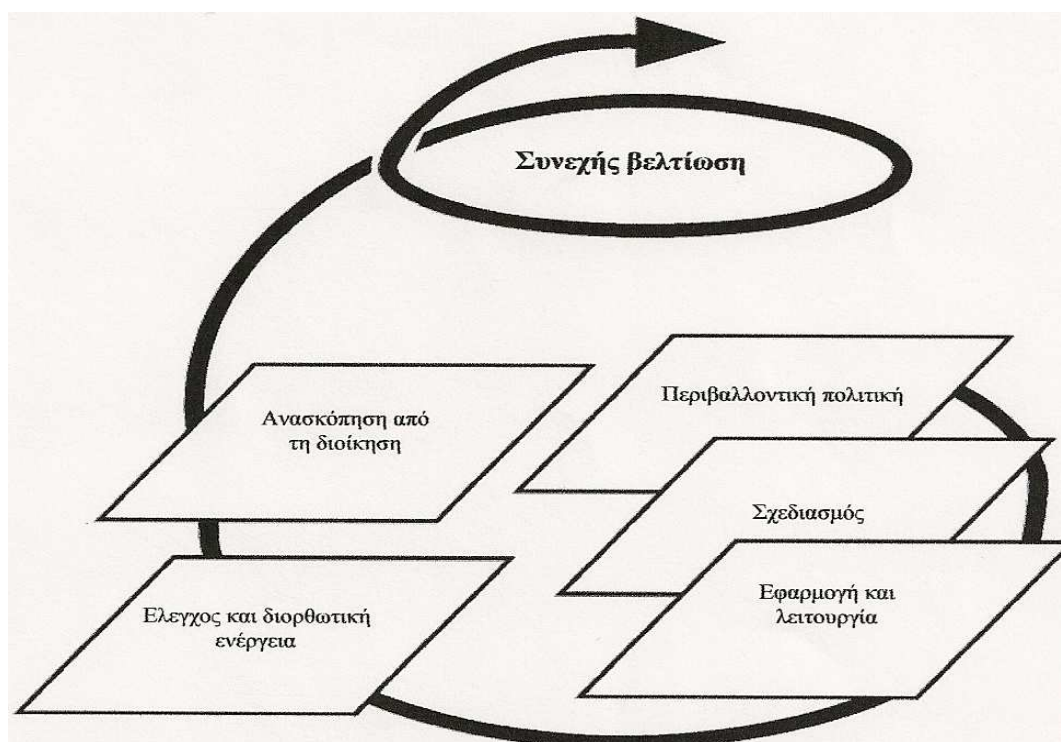 Συνεχής βελτίωση
Περιβαλλοντική πολιτική
Ανασκόπηση από
τη διοίκηση
Σχεδιασμός
Εφαρμογή και
λειτουργία
Ελεγχος και διορθωτική
ενέργεια